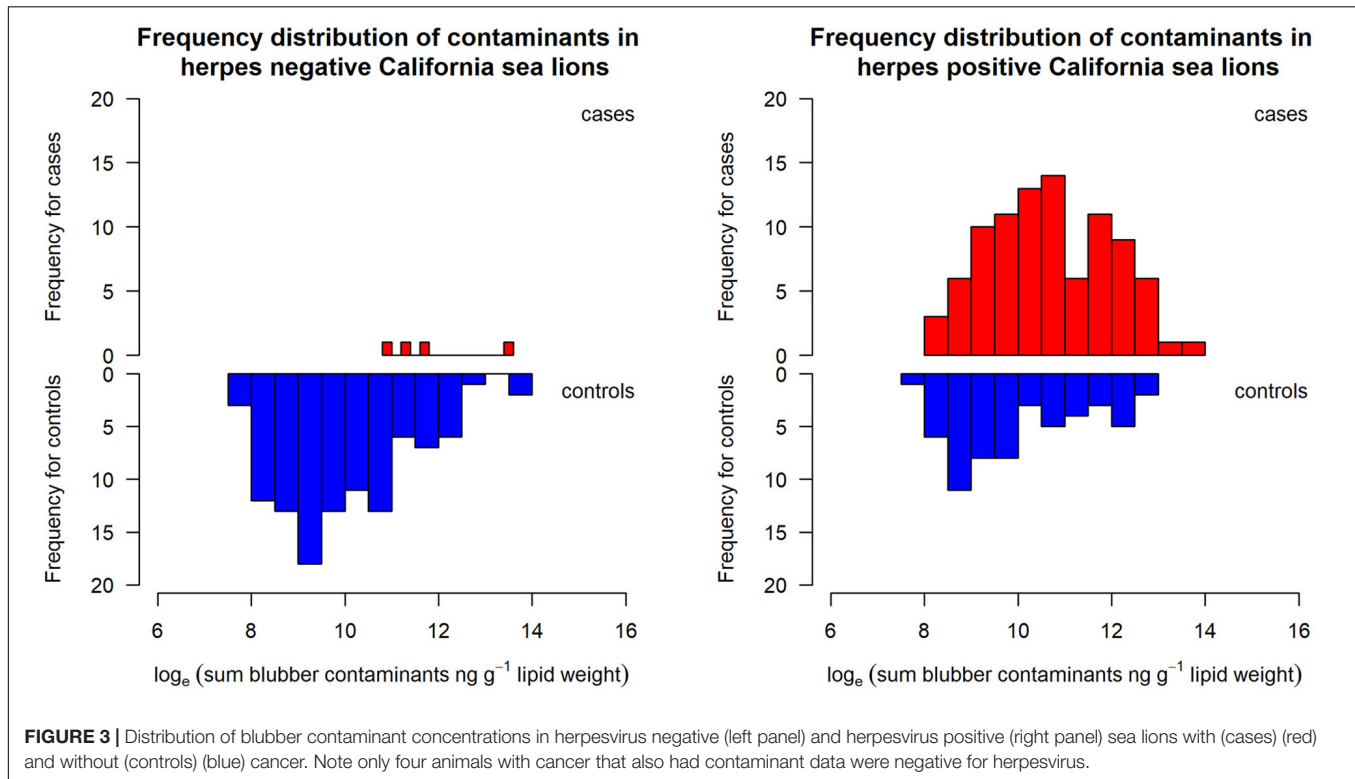 Frequency distribution of contaminants in
herpes negative California sea lions
20
15
10
5
0
Frequency for cases
cases
0
5
10
15
20
Frequency for controls
controls
6 8 10 12 14 16
logₑ (sum blubber contaminants ng g⁻¹ lipid weight)
Frequency distribution of contaminants in
herpes positive California sea lions
20
15
10
5
0
Frequency for cases
cases
0
5
10
15
20
Frequency for controls
controls
6 8 10 12 14 16
logₑ (sum blubber contaminants ng g⁻¹ lipid weight)
FIGURE 3 | Distribution of blubber contaminant concentrations in herpesvirus negative (left panel) and herpesvirus positive (right panel) sea lions with (cases) (red)
and without (controls) (blue) cancer. Note only four animals with cancer that also had contaminant data were negative for herpesvirus.